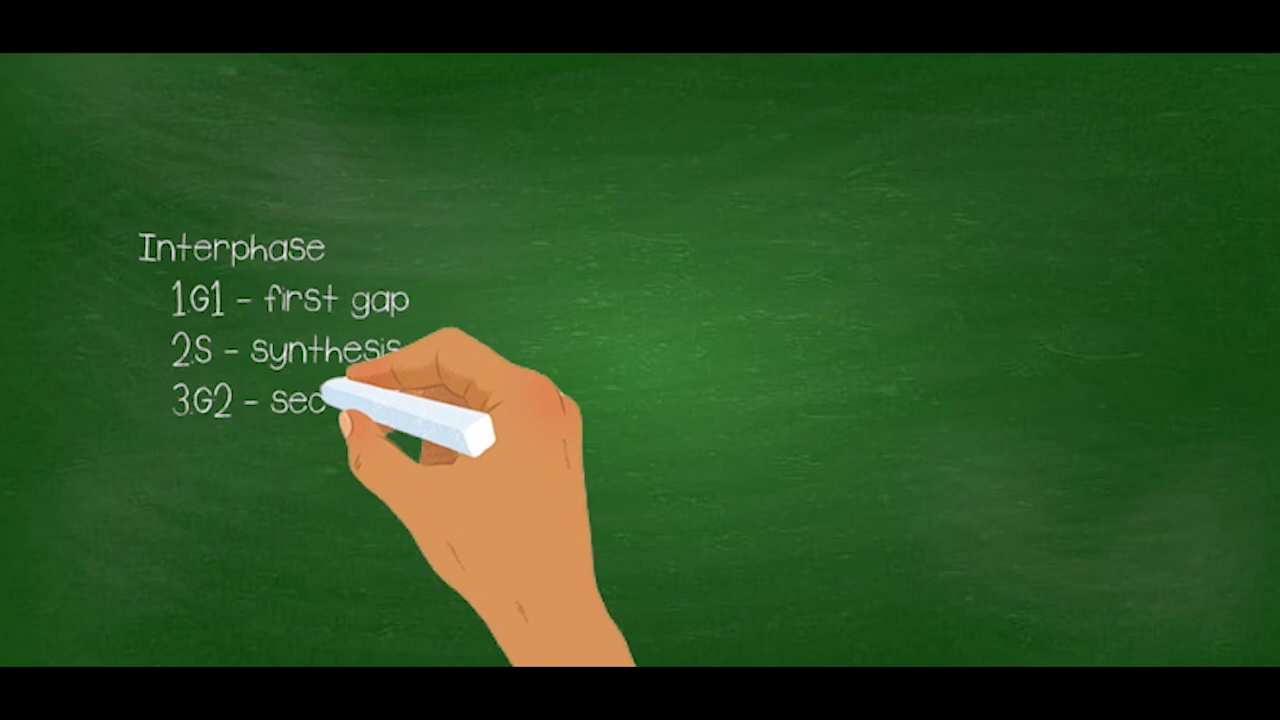 Interphase
1.G1 - first gap
2.S - synthesis
3.G2 - sec